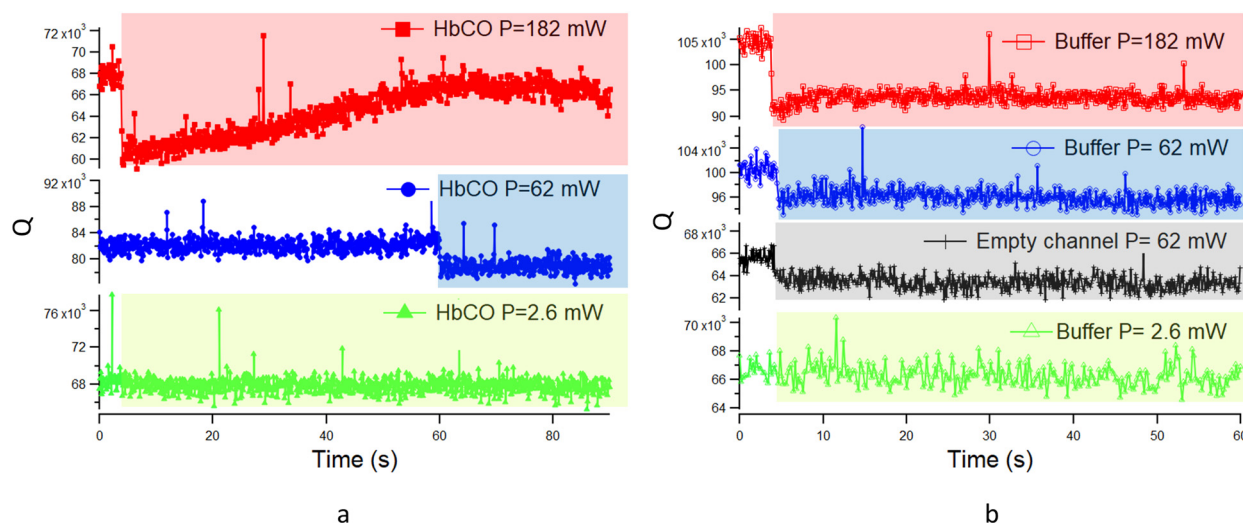 72 x10³
68
66
64
62
60
HbCO P=182 mW
92 x10³
88
84
80
HbCO P=62 mW
76 x10³
72
68
HbCO P=2.6 mW
Q
0 20 40 60 80
Time (s)
a
105 x10³
100
95
90
Buffer P=182 mW
104 x10³
100
96
Buffer P= 62 mW
68 x10³
66
64
62
Empty channel P= 62 mW
70 x10³
68
66
64
Buffer P= 2.6 mW
Q
0 10 20 30 40 50 60
Time (s)
b